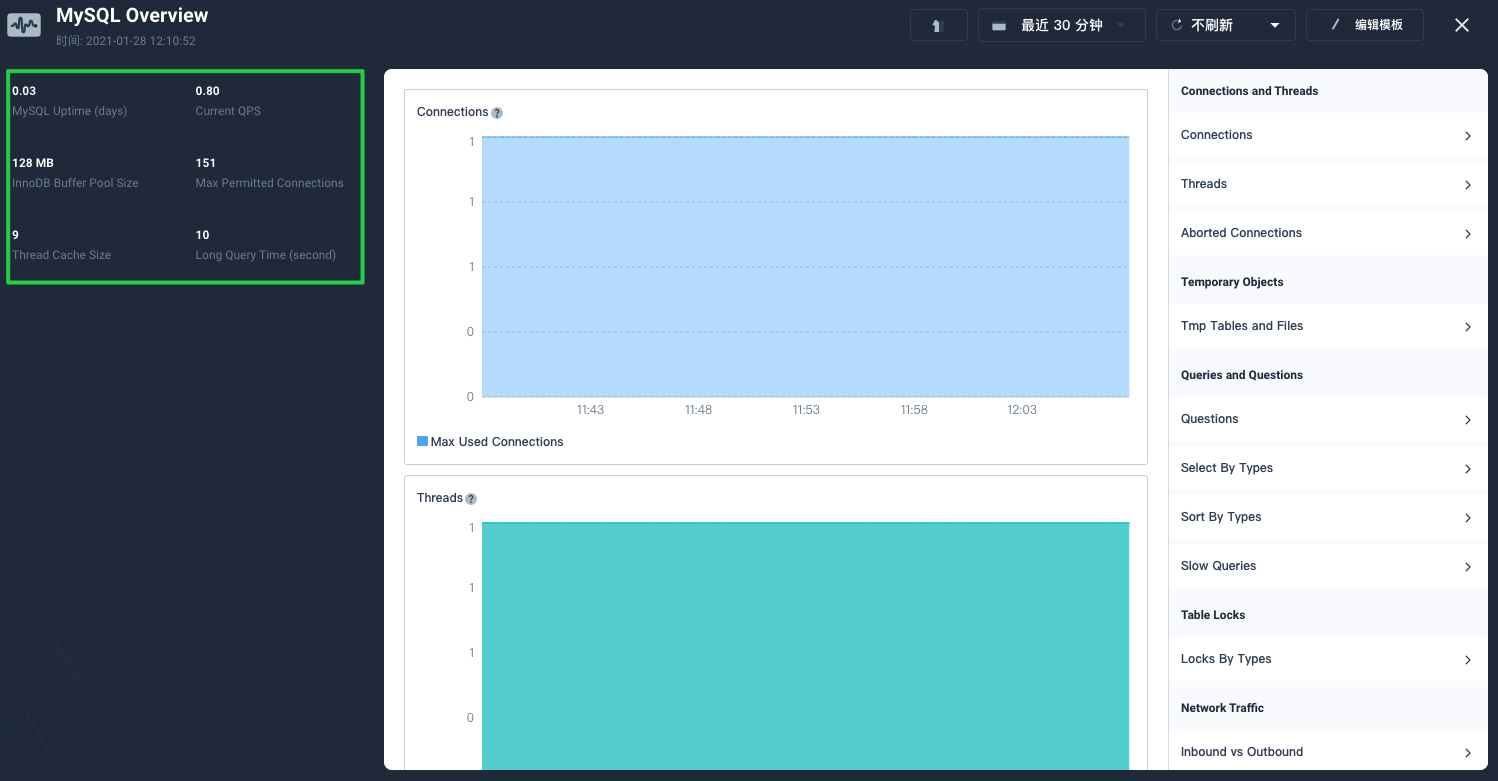 MySQL Overview
时间: 2021-01-28 12:10:52
最近 30 分钟
不刷新
编辑模板
0.03
MySQL Uptime (days)
0.80
Current QPS
128 MB
InnoDB Buffer Pool Size
151
Max Permitted Connections
9
Thread Cache Size
10
Long Query Time (second)
Connections ?
1
1
1
0
0
11:43 11:48 11:53 11:58 12:03
Max Used Connections
Threads ?
1
1
1
0
Connections and Threads
Connections
Threads
Aborted Connections
Temporary Objects
Tmp Tables and Files
Queries and Questions
Questions
Select By Types
Sort By Types
Slow Queries
Table Locks
Locks By Types
Network Traffic
Inbound vs Outbound